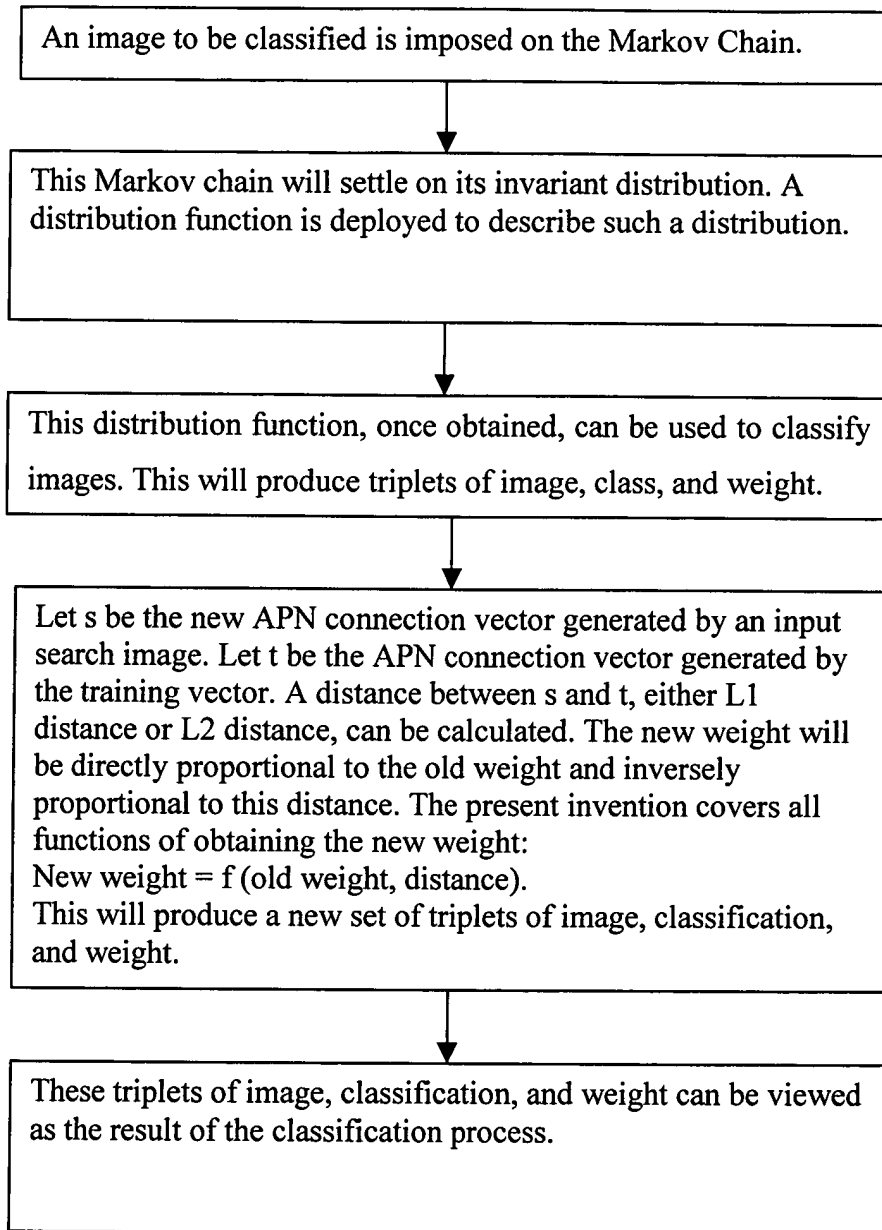 An image to be classified is imposed on the Markov Chain.
This Markov chain will settle on its invariant distribution. A
distribution function is deployed to describe such a distribution.
This distribution function, once obtained, can be used to classify
images. This will produce triplets of image, class, and weight.
Let s be the new APN connection vector generated by an input
search image. Let t be the APN connection vector generated by
the training vector. A distance between s and t, either L1
distance or L2 distance, can be calculated. The new weight will
be directly proportional to the old weight and inversely
proportional to this distance. The present invention covers all
functions of obtaining the new weight:
New weight = f (old weight, distance).
This will produce a new set of triplets of image, classification,
and weight.
These triplets of image, classification, and weight can be viewed
as the result of the classification process.